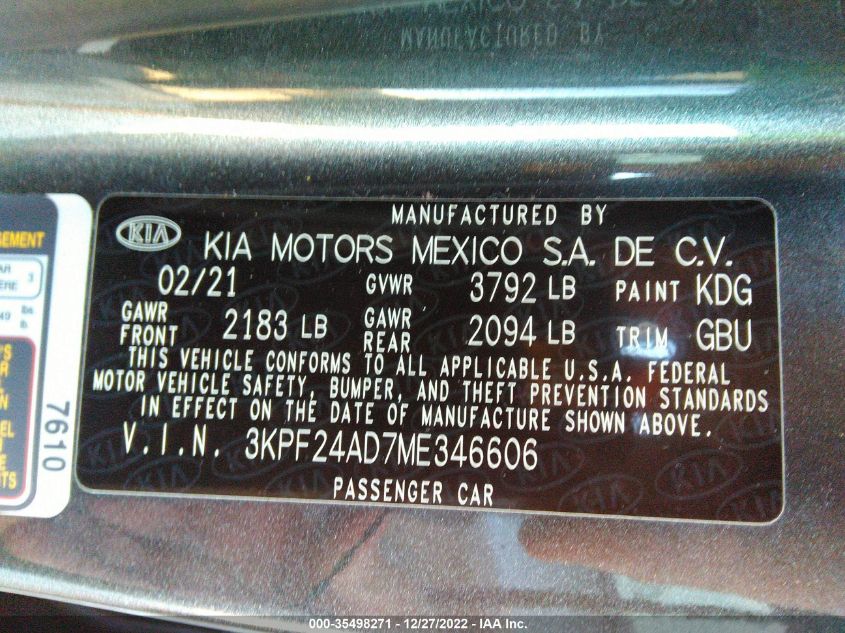 MANUFACTURED BY
KIA
KIA MOTORS MEXICO S.A. DE C.V.
02/21 GVWR 3792 LB PAINT KDG
GAWR FRONT 2183 LB GAWR REAR 2094 LB TRIM GBU
THIS VEHICLE CONFORMS TO ALL APPLICABLE U.S.A. FEDERAL
MOTOR VEHICLE SAFETY, BUMPER, AND THEFT PREVENTION STANDARDS
IN EFFECT ON THE DATE OF MANUFACTURE SHOWN ABOVE.
V.I.N. 3KPF24AD7ME346606
PASSENGER CAR
7610
000-35498271 - 12/27/2022 - IAA Inc.